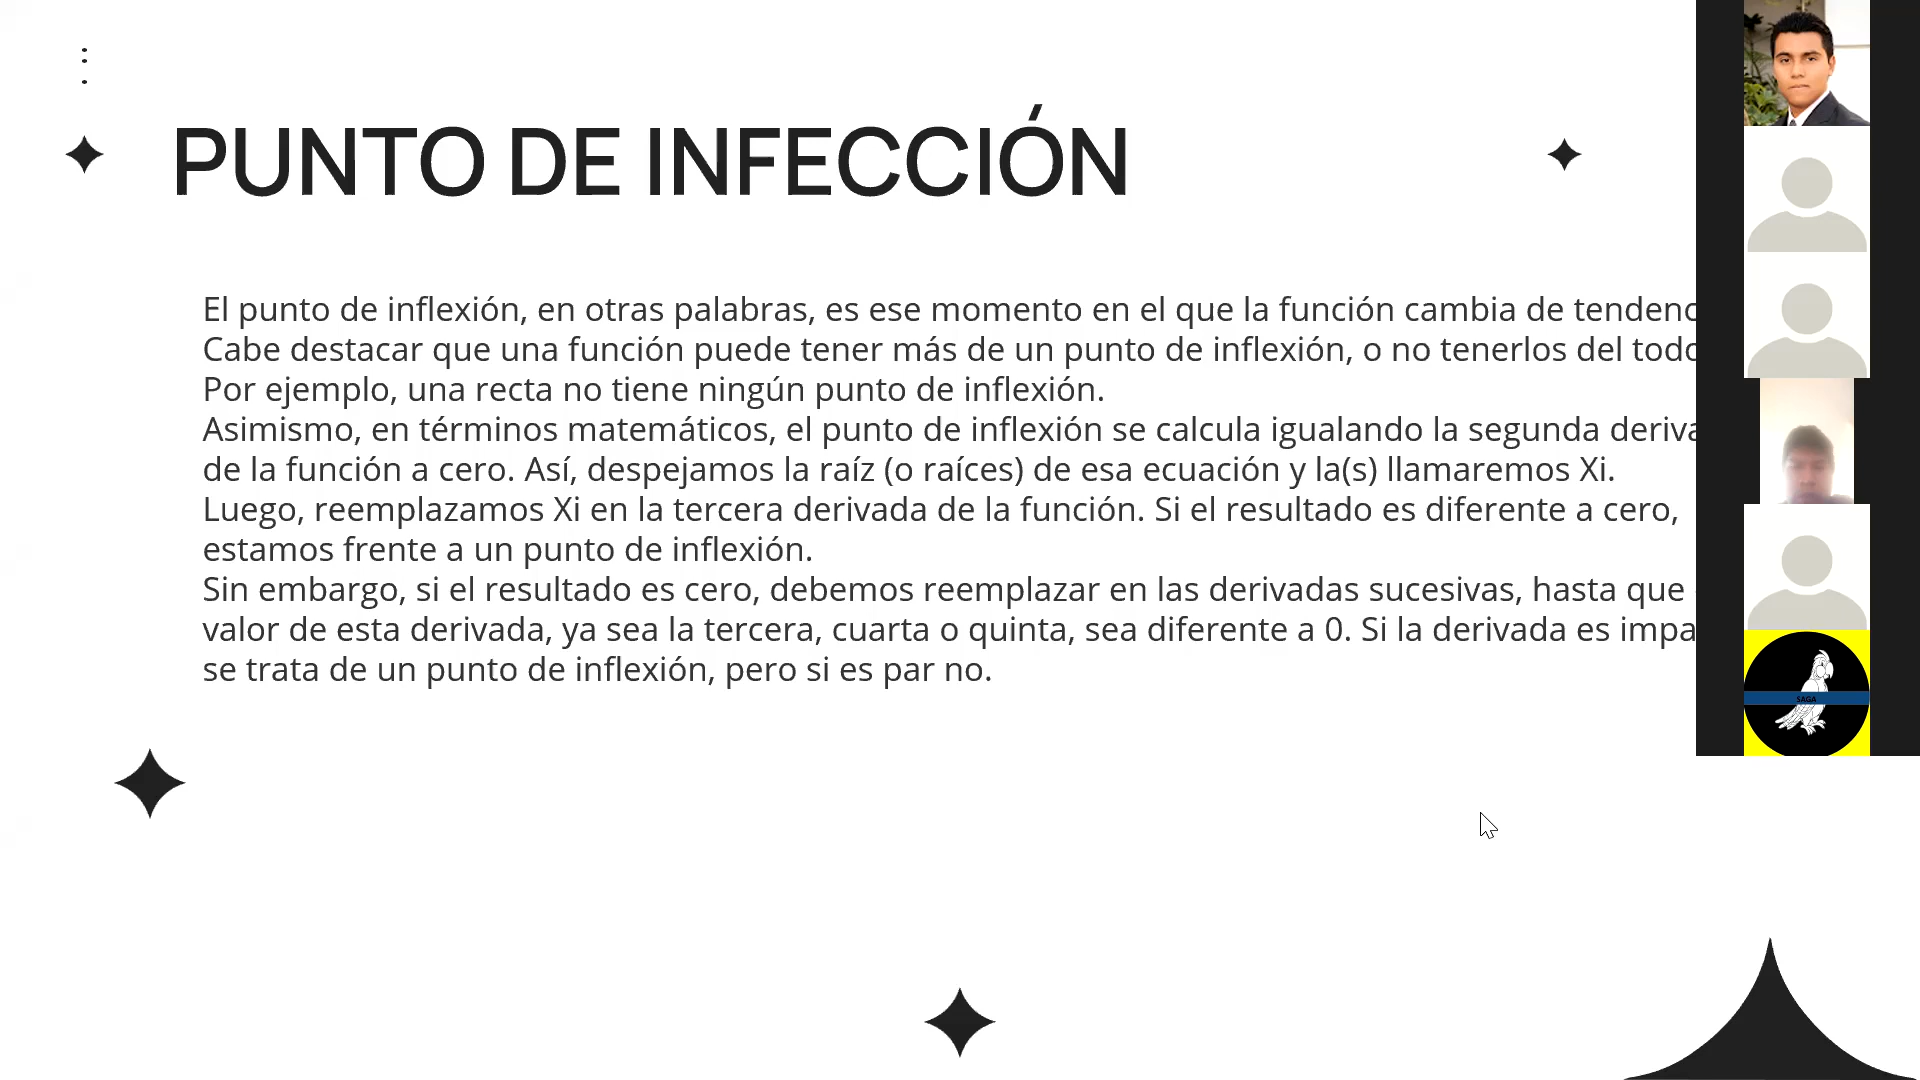 PUNTO DE INFECCIÓN
El punto de inflexión, en otras palabras, es ese momento en el que la función cambia de
Cabe destacar que una función puede tener más de un punto de inflexión, o no tenerlos del
Por ejemplo, una recta no tiene ningún punto de inflexión.
Asimismo, en términos matemáticos, el punto de inflexión se calcula igualando la segunda
de la función a cero. Así, despejamos la raíz (o raíces) de esa ecuación y la(s) llamaremos Xi.
Luego, reemplazamos Xi en la tercera derivada de la función. Si el resultado es diferente a cero,
estamos frente a un punto de inflexión.
Sin embargo, si el resultado es cero, debemos reemplazar en las derivadas sucesivas, hasta que
valor de esta derivada, ya sea la tercera, cuarta o quinta, sea diferente a 0. Si la derivada es
se trata de un punto de inflexión, pero si es par no.
SAGA